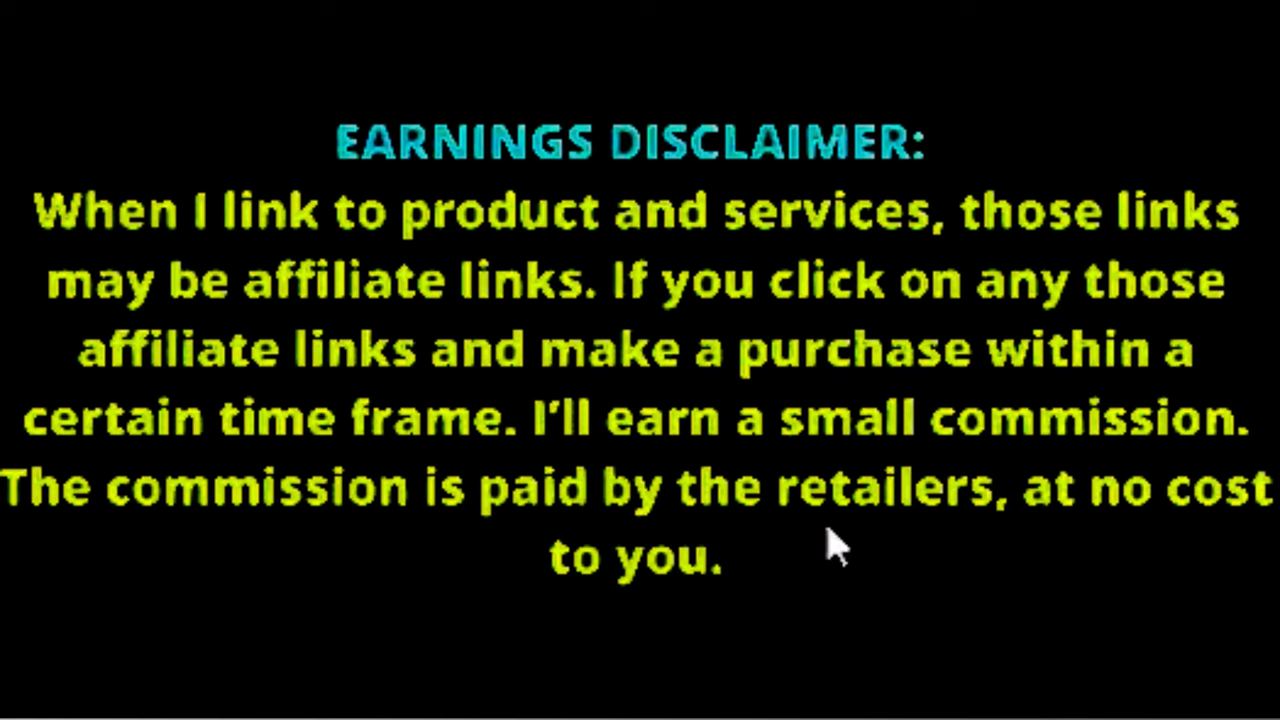 EARNINGS DISCLAIMER:
When I link to product and services, those links
may be affiliate links. If you click on any those
affiliate links and make a purchase within a
certain time frame. I’ll earn a small commission.
The commission is paid by the retailers, at no cost
to you.